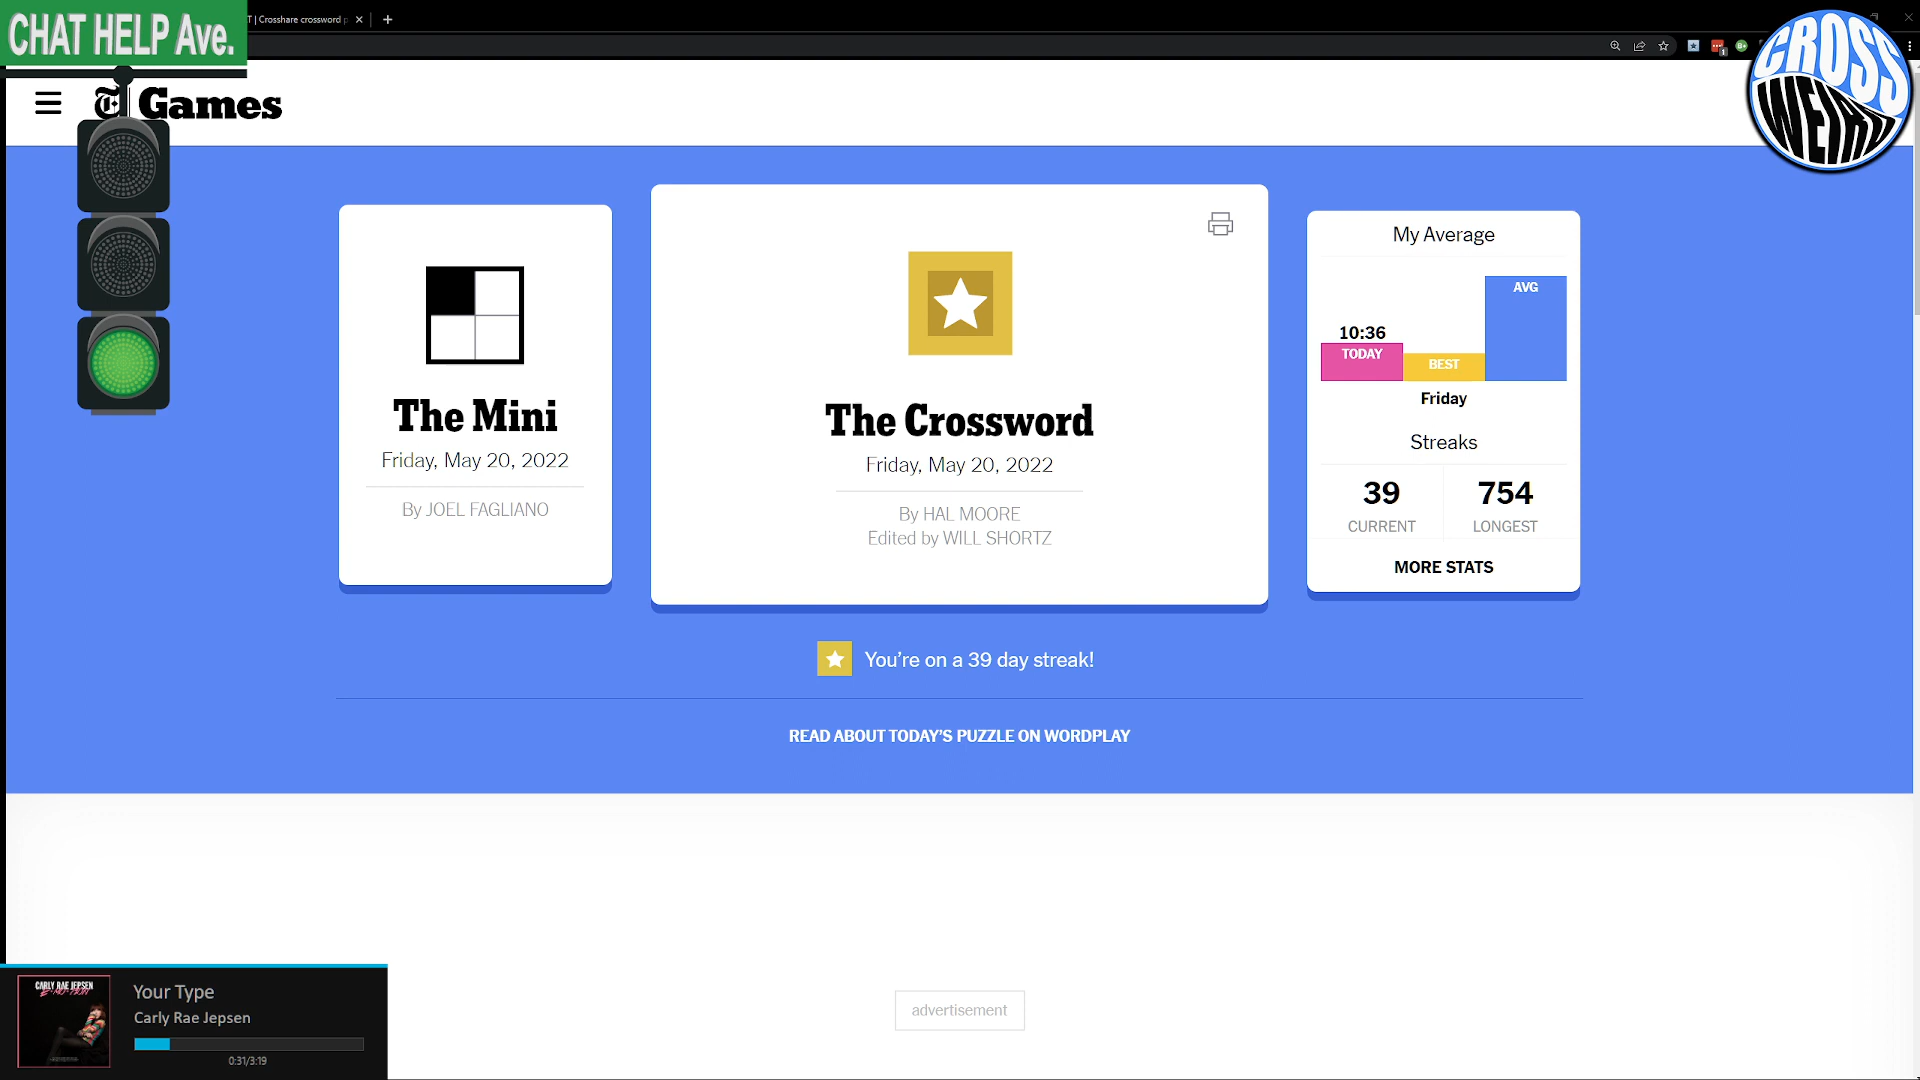 CHAT HELP Ave.
T | Crosshare crossword p
Games
CROSS
WEIRD
The Mini
Friday, May 20, 2022
By JOEL FAGLIANO
The Crossword
Friday, May 20, 2022
By HAL MOORE
Edited by WILL SHORTZ
My Average
10:36
TODAY
BEST
AVG
Friday
Streaks
39
754
CURRENT
LONGEST
MORE STATS
You’re on a 39 day streak!
READ ABOUT TODAY’S PUZZLE ON WORDPLAY
advertisement
CARLY RAE JEPSEN
E•MO•TION
Your Type
Carly Rae Jepsen
0:31/3:19